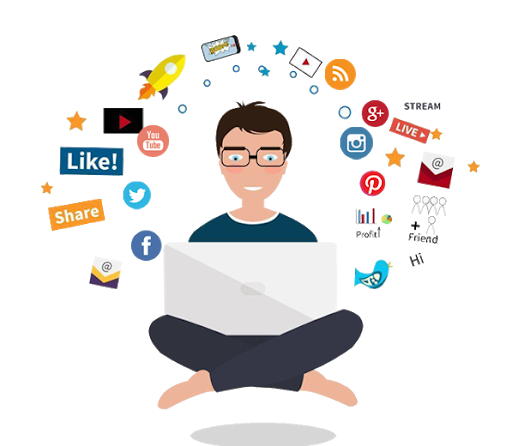 STREAM
g+
LIVE
You
Tube
Like!
@
Share
Profit
+
Friend
f
@
Hi